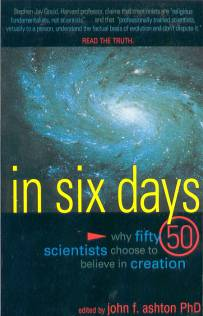 Stephen Jay Gould, Harvard professor, claims that creationists are "religious
fundamentalists, not scientists", and that "professionally trained scientists,
virtually to a person, understand the factual basis of evolution and don't dispute it."
READ THE TRUTH.
in six days
why fifty
50
scientists choose to
believe in creation
edited by john f. ashton PhD